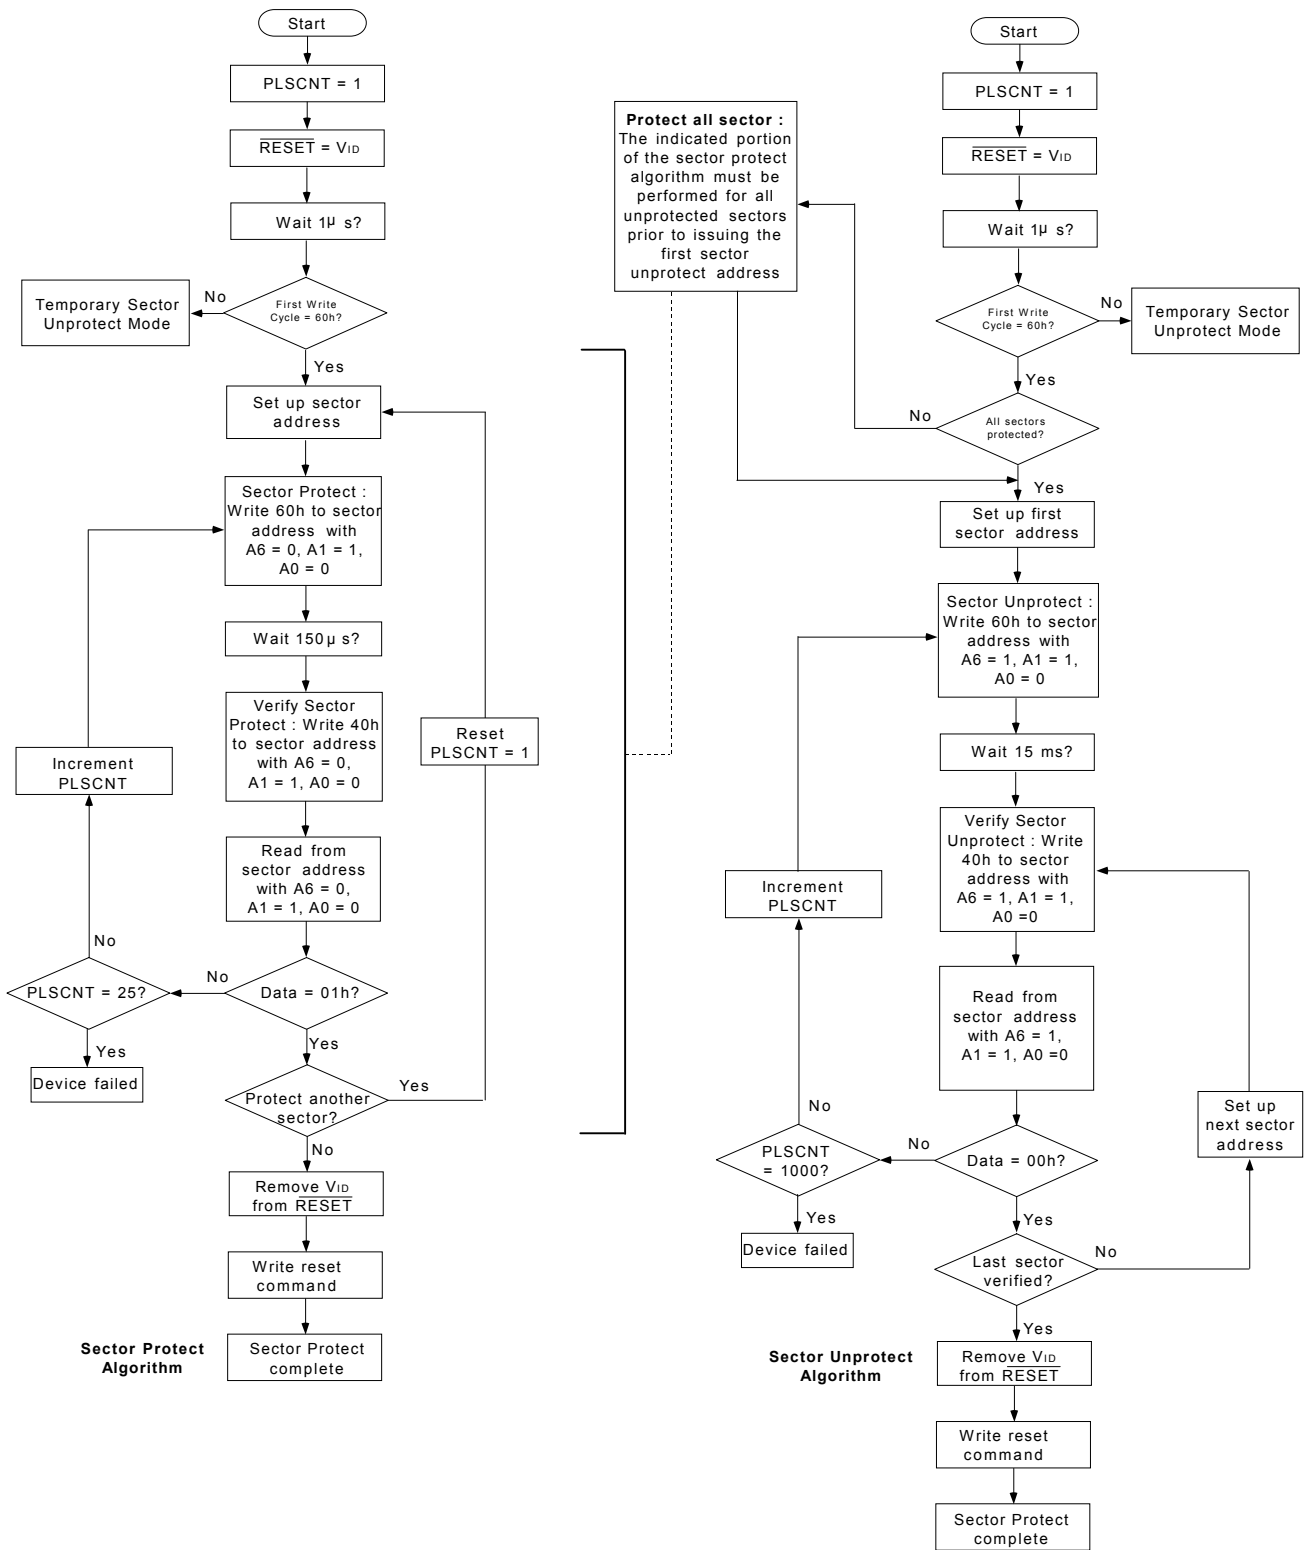 Start
PLSCNT = 1
RESET = VID
Wait 1μ s?
First Write
Cycle = 60h?
No
Temporary Sector
Unprotect Mode
Yes
Set up sector
address
Sector Protect :
Write 60h to sector
address with
A6 = 0, A1 = 1,
A0 = 0
Wait 150μ s?
Verify Sector
Protect : Write 40h
to sector address
with A6 = 0,
A1 = 1, A0 = 0
Reset
PLSCNT = 1
Increment
PLSCNT
Read from
sector address
with A6 = 0,
A1 = 1, A0 = 0
No
PLSCNT = 25?
No
Data = 01h?
Yes
Device failed
Yes
Protect another
sector?
Yes
No
Remove VID
from RESET
Write reset
command
Sector Protect
Algorithm
Sector Protect
complete
Protect all sector :
The indicated portion
of the sector protect
algorithm must be
performed for all
unprotected sectors
prior to issuing the
first sector
unprotect address
Start
PLSCNT = 1
RESET = VID
Wait 1μ s?
First Write
Cycle = 60h?
No
Temporary Sector
Unprotect Mode
Yes
No
All sectors
protected?
Yes
Set up first
sector address
Sector Unprotect :
Write 60h to sector
address with
A6 = 1, A1 = 1,
A0 = 0
Wait 15 ms?
Verify Sector
Unprotect : Write
40h to sector
address with
A6 = 1, A1 = 1,
A0 =0
Increment
PLSCNT
Read from
sector address
with A6 = 1,
A1 = 1, A0 =0
No
PLSCNT
= 1000?
No
Data = 00h?
Set up
next sector
address
Yes
Device failed
Yes
Last sector
verified?
No
Yes
Sector Unprotect
Algorithm
Remove VID
from RESET
Write reset
command
Sector Protect
complete